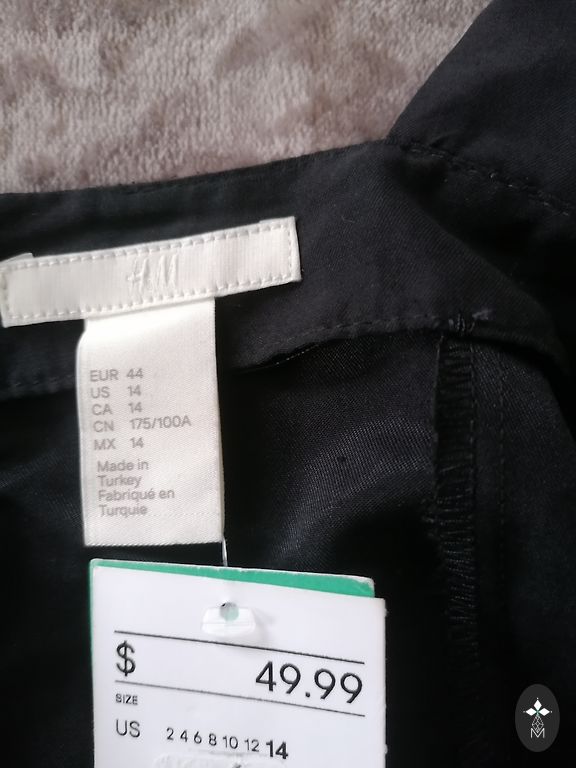 H&M
EUR 44
US 14
CA 14
CN 175/100A
MX 14
Made in
Turkey
Fabriqué en
Turquie
$ 49.99
SIZE
US 2 4 6 8 10 12 14